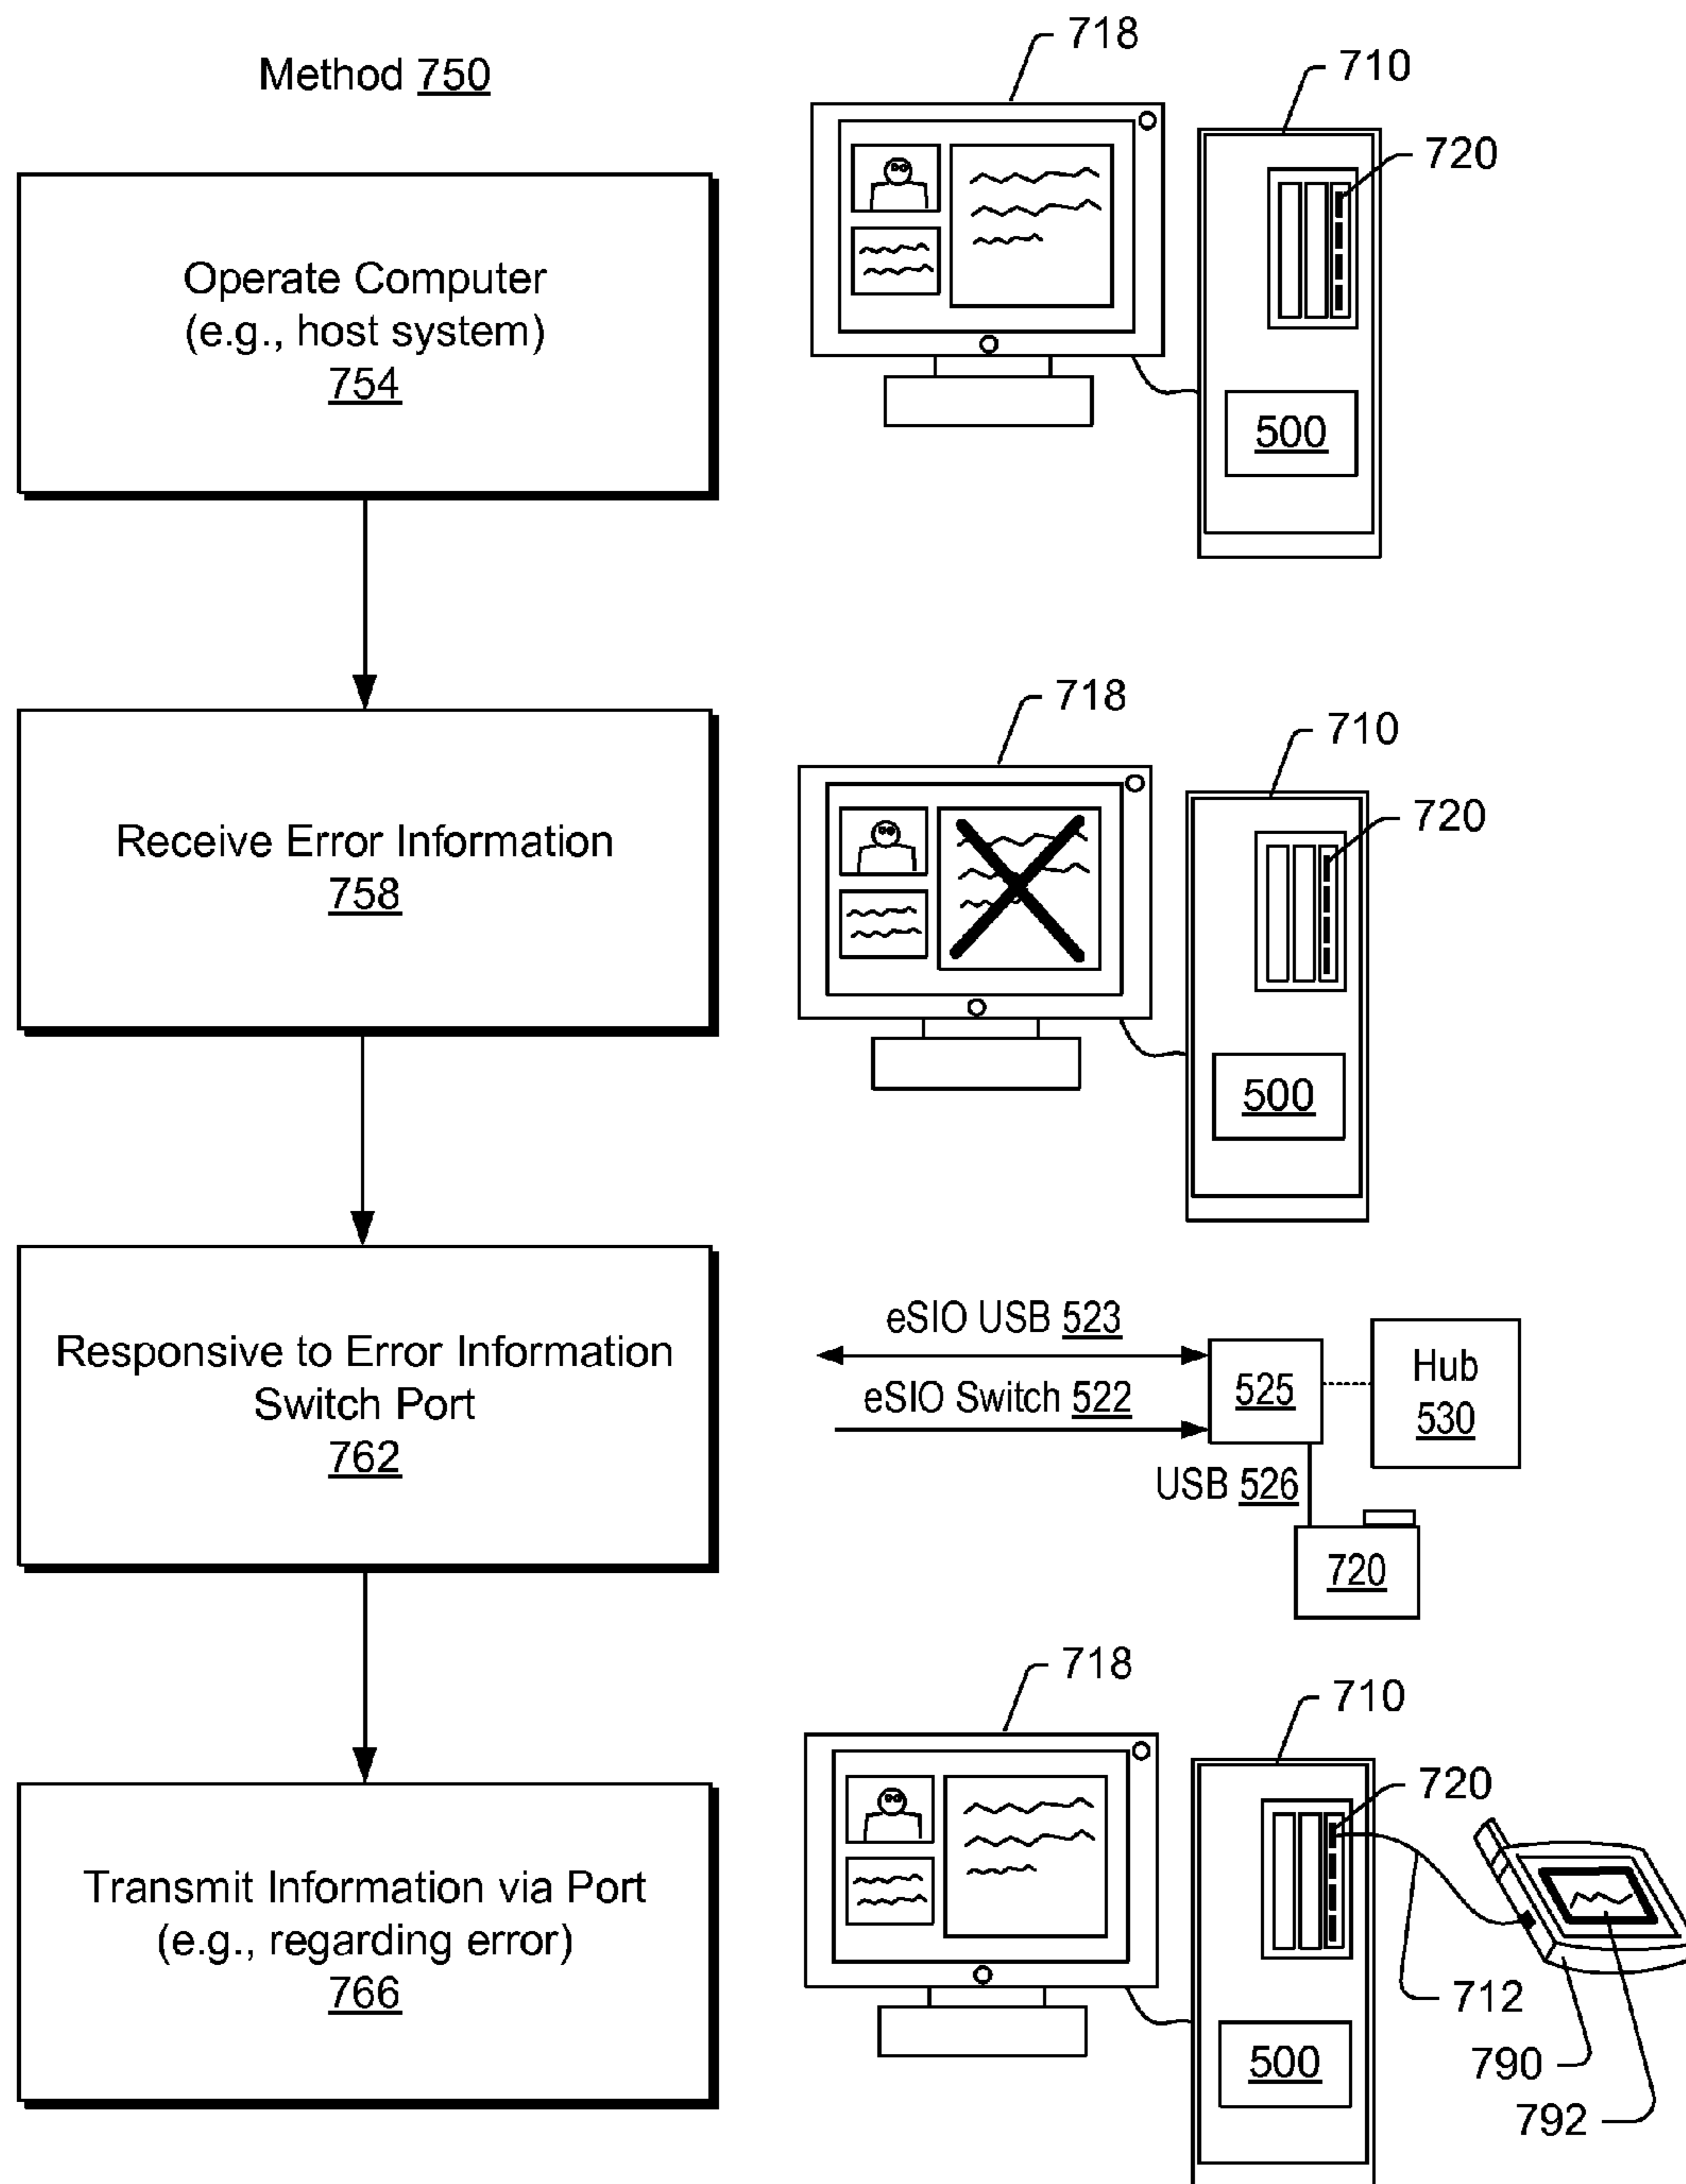 Method 750
718
710
720
Operate Computer
(e.g., host system)
754
500
718
710
720
Receive Error Information
758
500
Responsive to Error Information
Switch Port
762
eSIO USB 523
eSIO Switch 522
525
Hub
530
USB 526
720
718
710
720
Transmit Information via Port
(e.g., regarding error)
766
712
500
790
792